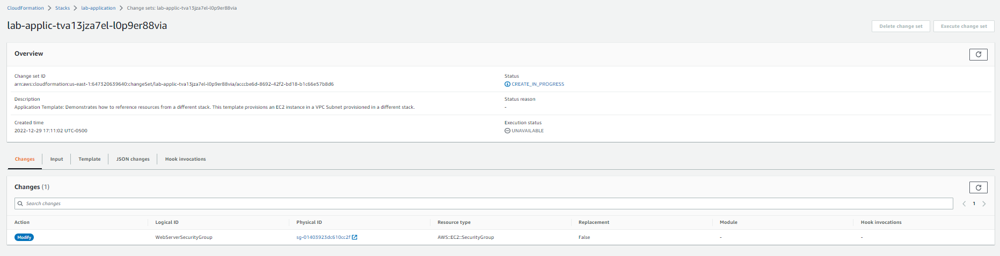 CloudFormation > Stacks > lab-application > Change sets: lab-applic-tva13jza7el-l0p9er88via
lab-applic-tva13jza7el-l0p9er88via
Delete change set
Execute change set
Overview
Change set ID
arn:aws:cloudformation:us-east-1:647320639640:changeSet/lab-applic-tva13jza7el-l0p9er88via/acccbe6d-8692-42f2-bd18-b1c66e57b8d6
Status
CREATE_IN_PROGRESS
Description
Application Template: Demonstrates how to reference resources from a different stack. This template provisions an EC2 instance in a VPC Subnet provisioned in a different stack.
Status reason
-
Created time
2022-12-29 17:11:02 UTC-0500
Execution status
UNAVAILABLE
Changes Input Template JSON changes Hook invocations
Changes (1)
Search changes
1
Action Logical ID Physical ID Resource type Replacement Module Hook invocations
Modify WebServerSecurityGroup sg-01403923dc610cc2f AWS::EC2::SecurityGroup False - -